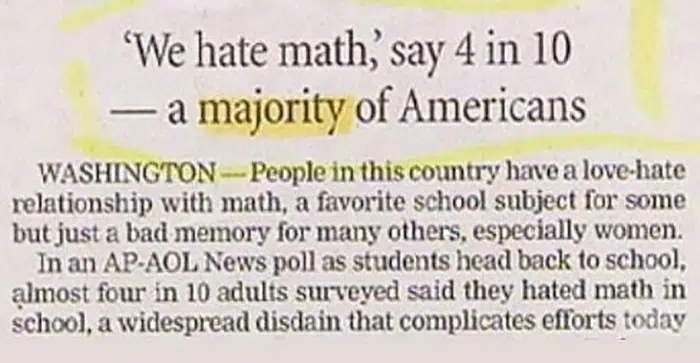 ‘We hate math,’ say 4 in 10
— a majority of Americans
WASHINGTON — People in this country have a love-hate
relationship with math, a favorite school subject for some
but just a bad memory for many others, especially women.
In an AP-AOL News poll as students head back to school,
almost four in 10 adults surveyed said they hated math in
school, a widespread disdain that complicates efforts today